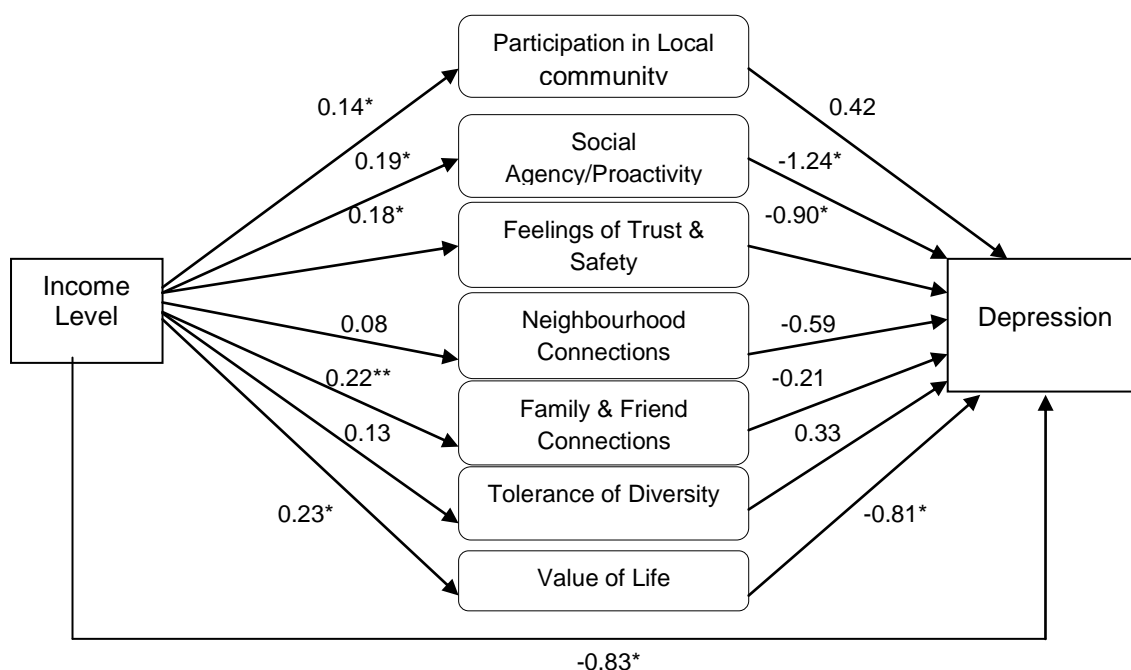 Participation in Local
community
0.14*
0.42
Social
Agency/Proactivity
0.19*
-1.24*
0.18*
-0.90*
Feelings of Trust &
Safety
Income
Level
Depression
Neighbourhood
Connections
0.08
-0.59
0.22**
-0.21
Family & Friend
Connections
0.13
0.33
Tolerance of Diversity
0.23*
-0.81*
Value of Life
-0.83*